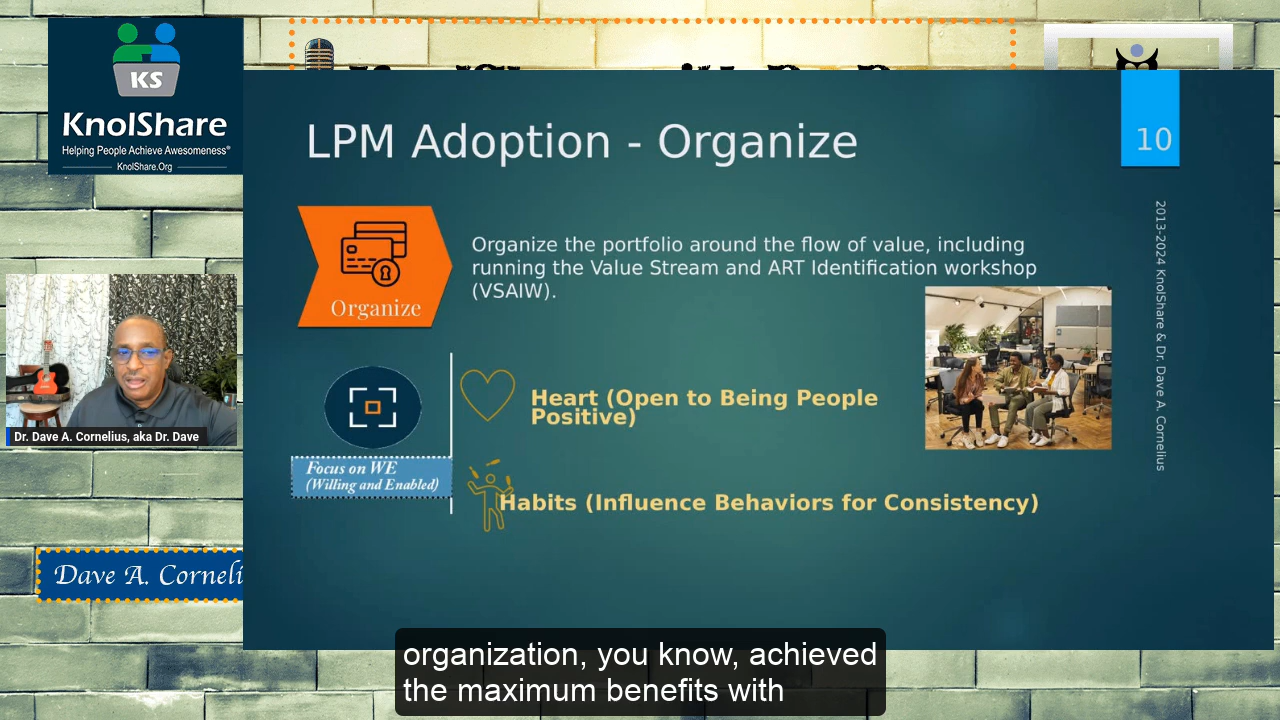 KS
KnolShare
Helping People Achieve Awesomeness®
KnolShare.Org
LPM Adoption - Organize
10
Organize
Organize the portfolio around the flow of value, including
running the Value Stream and ART Identification workshop
(VSAIW).
Heart (Open to Being People
Positive)
Focus on WE
(Willing and Enabled)
Habits (Influence Behaviors for Consistency)
2013-2024 KnolShare & Dr. Dave A. Cornelius
Dr. Dave A. Cornelius, aka Dr. Dave
Dave A. Corneli
organization, you know, achieved
the maximum benefits with